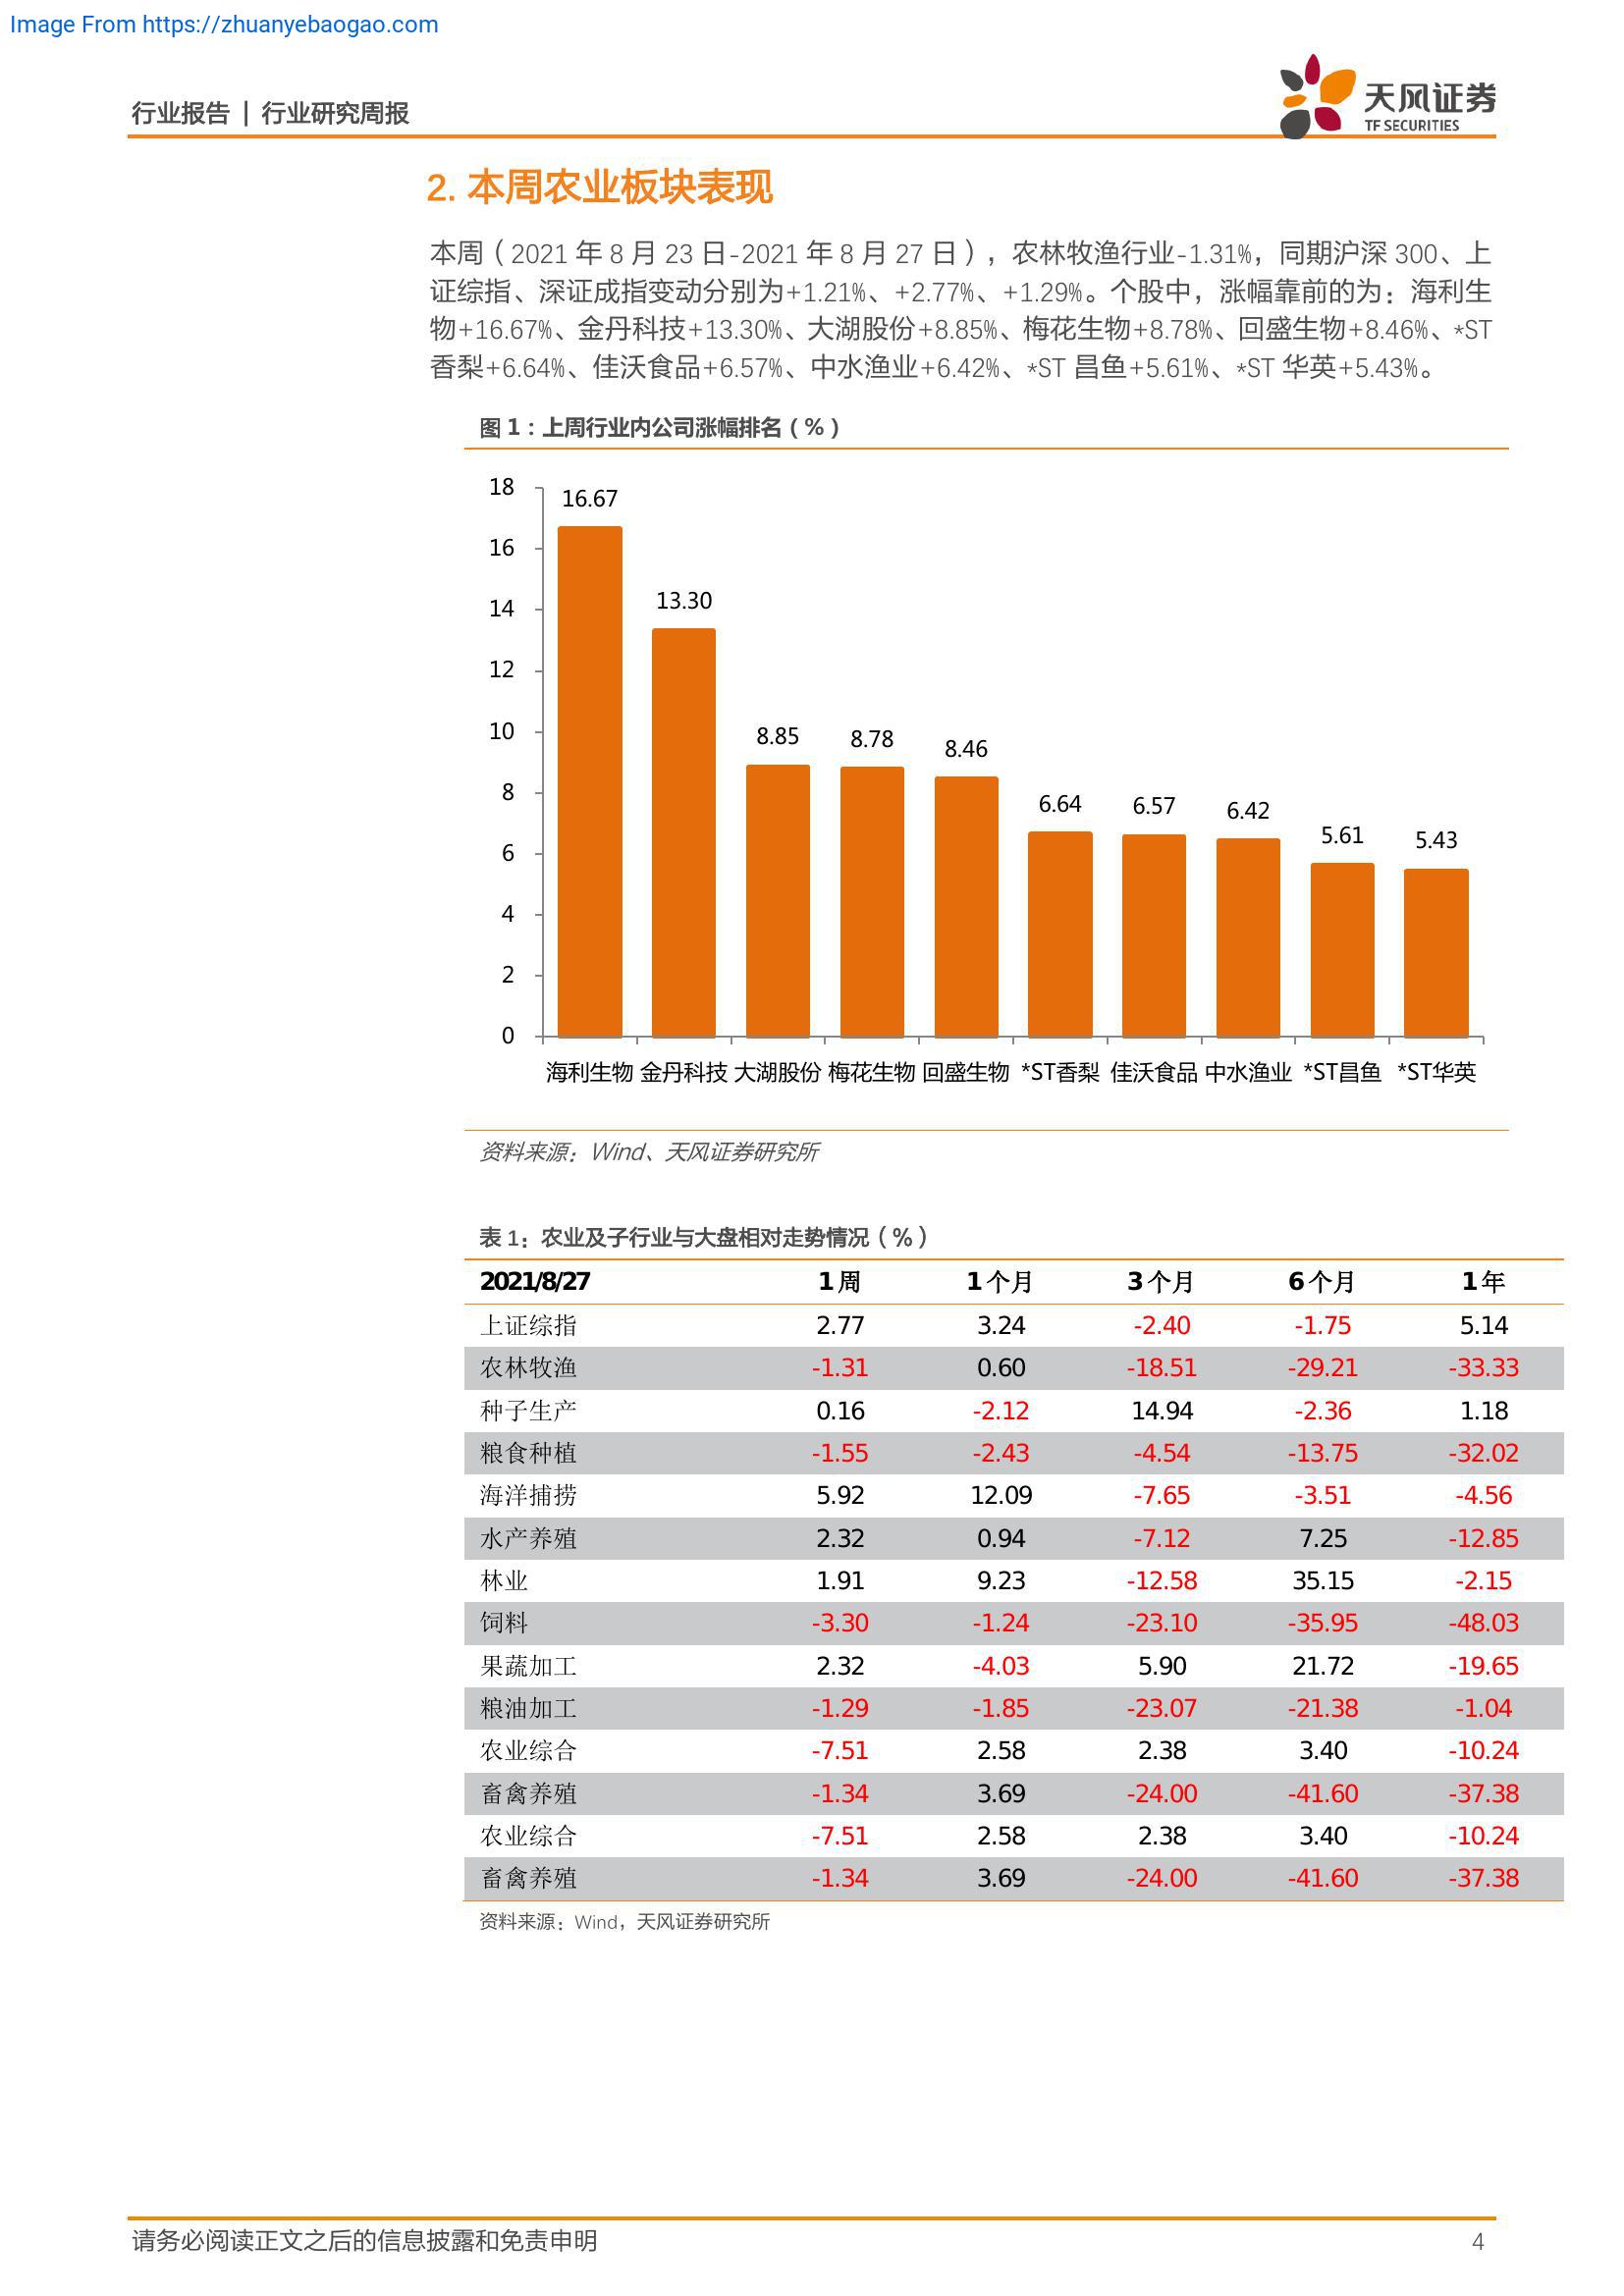 Image From https://zhuanyebaogao.com
行业报告 | 行业研究周报
天风证券
TF SECURITIES
2. 本周农业板块表现
本周（2021 年 8 月 23 日-2021 年 8 月 27 日），农林牧渔行业-1.31%，同期沪深 300、上
证综指、深证成指变动分别为+1.21%、+2.77%、+1.29%。个股中，涨幅靠前的为：海利生
物+16.67%、金丹科技+13.30%、大湖股份+8.85%、梅花生物+8.78%、回盛生物+8.46%、*ST
香梨+6.64%、佳沃食品+6.57%、中水渔业+6.42%、*ST 昌鱼+5.61%、*ST 华英+5.43%。
图 1：上周行业内公司涨幅排名（%）
18
16
14
12
10
8
6
4
2
0
16.67
13.30
8.85
8.78
8.46
6.64
6.57
6.42
5.61
5.43
海利生物 金丹科技 大湖股份 梅花生物 回盛生物 *ST香梨 佳沃食品 中水渔业 *ST昌鱼 *ST华英
资料来源：Wind、天风证券研究所
表 1：农业及子行业与大盘相对走势情况（%）
2021/8/27 1周 1个月 3个月 6个月 1年
上证综指 2.77 3.24 -2.40 -1.75 5.14
农林牧渔 -1.31 0.60 -18.51 -29.21 -33.33
种子生产 0.16 -2.12 14.94 -2.36 1.18
粮食种植 -1.55 -2.43 -4.54 -13.75 -32.02
海洋捕捞 5.92 12.09 -7.65 -3.51 -4.56
水产养殖 2.32 0.94 -7.12 7.25 -12.85
林业 1.91 9.23 -12.58 35.15 -2.15
饲料 -3.30 -1.24 -23.10 -35.95 -48.03
果蔬加工 2.32 -4.03 5.90 21.72 -19.65
粮油加工 -1.29 -1.85 -23.07 -21.38 -1.04
农业综合 -7.51 2.58 2.38 3.40 -10.24
畜禽养殖 -1.34 3.69 -24.00 -41.60 -37.38
农业综合 -7.51 2.58 2.38 3.40 -10.24
畜禽养殖 -1.34 3.69 -24.00 -41.60 -37.38
资料来源：Wind，天风证券研究所
请务必阅读正文之后的信息披露和免责申明 4